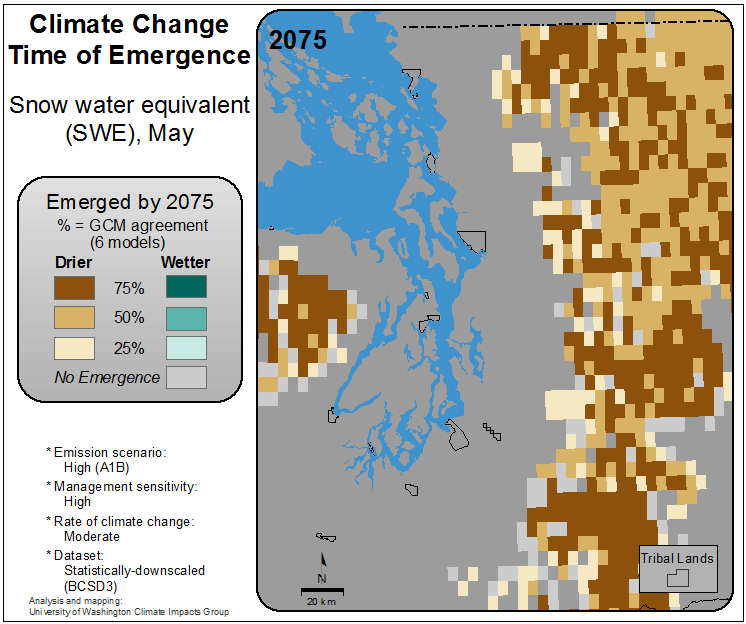 Climate Change
Time of Emergence
Snow water equivalent
(SWE), May
Emerged by 2075
% = GCM agreement
(6 models)
Drier Wetter
75%
50%
25%
No Emergence
* Emission scenario:
High (A1B)
* Management sensitivity:
High
* Rate of climate change:
Moderate
* Dataset:
Statistically-downscaled
(BCSD3)
Analysis and mapping:
University of Washington Climate Impacts Group
2075
N
20 km
Tribal Lands